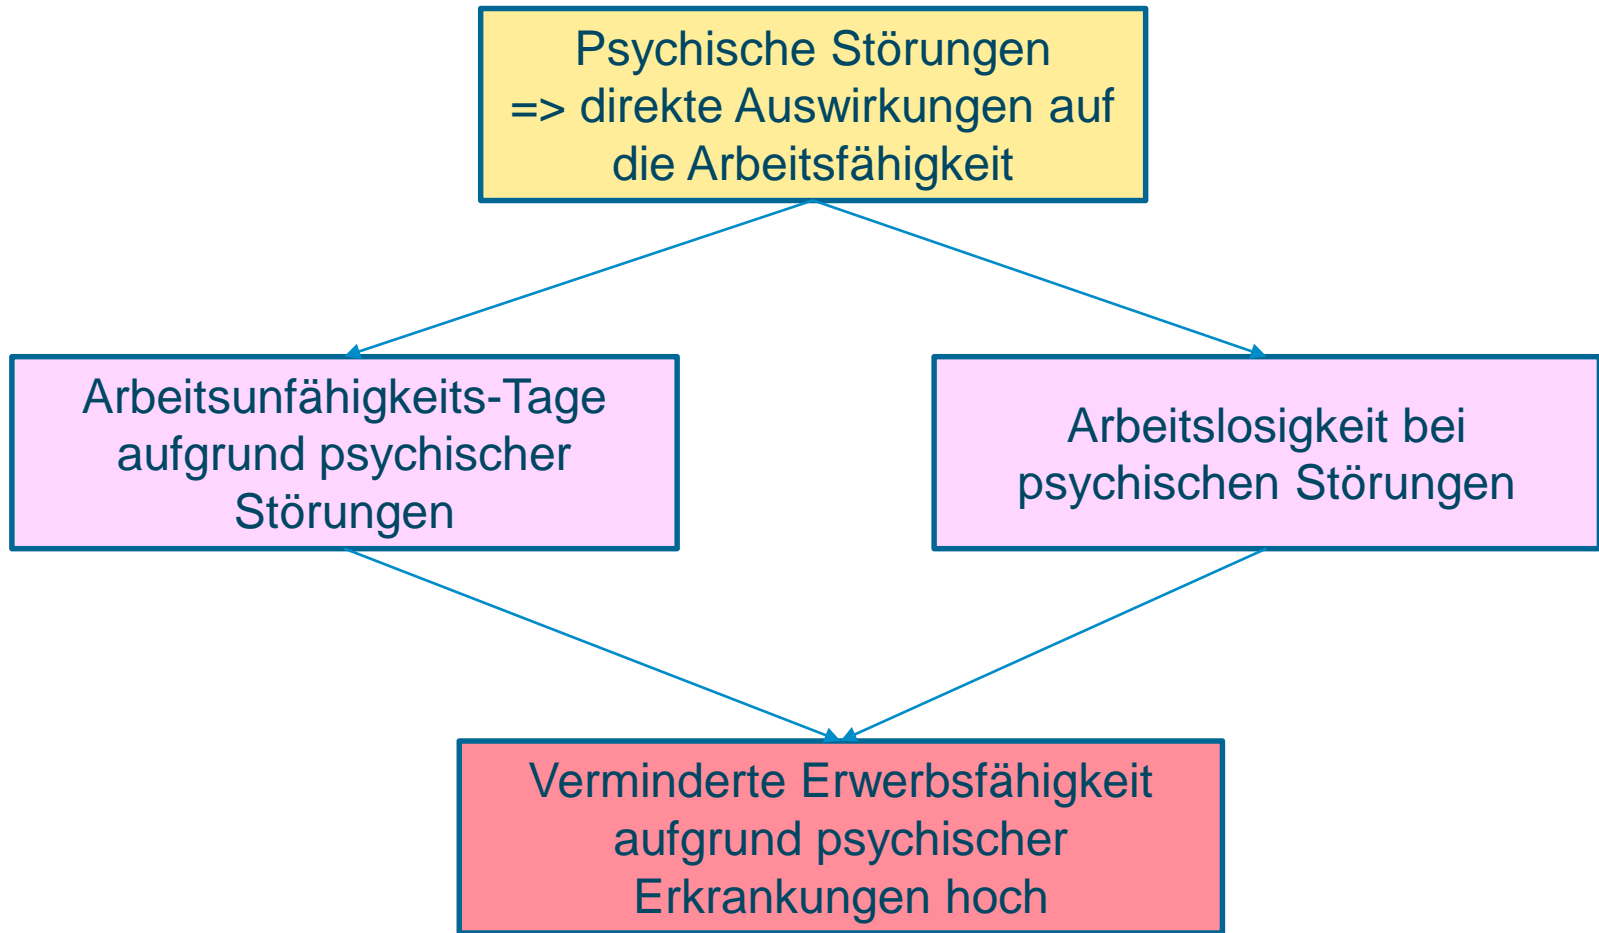 Psychische Störungen
=> direkte Auswirkungen auf
die Arbeitsfähigkeit
Arbeitsunfähigkeits-Tage
aufgrund psychischer
Störungen
Arbeitslosigkeit bei
psychischen Störungen
Verminderte Erwerbsfähigkeit
aufgrund psychischer
Erkrankungen hoch